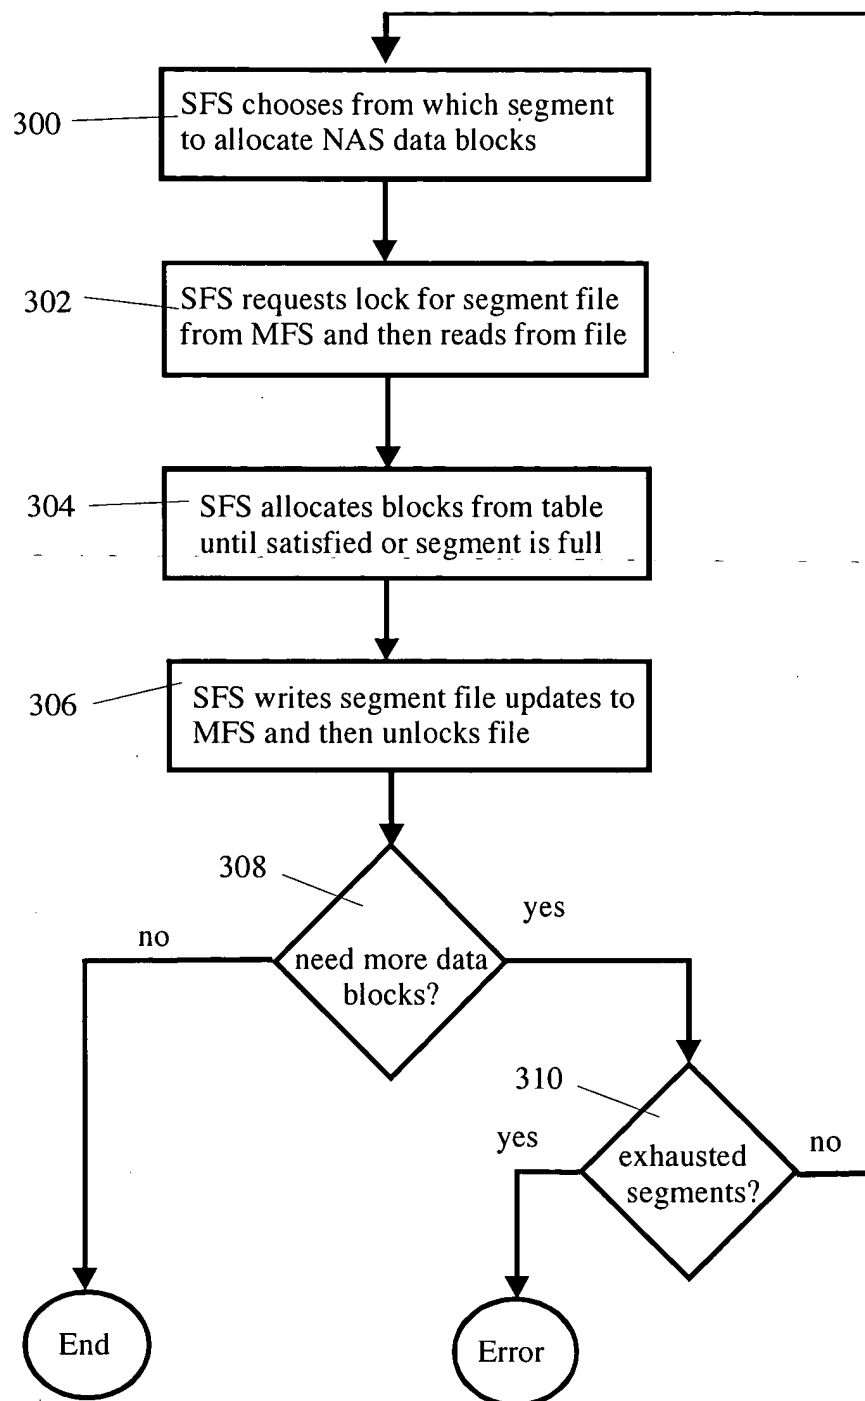 300
SFS chooses from which segment
to allocate NAS data blocks
302
SFS requests lock for segment file
from MFS and then reads from file
304
SFS allocates blocks from table
until satisfied or segment is full
306
SFS writes segment file updates to
MFS and then unlocks file
308
no
yes
need more data
blocks?
310
yes
no
exhausted
segments?
End
Error